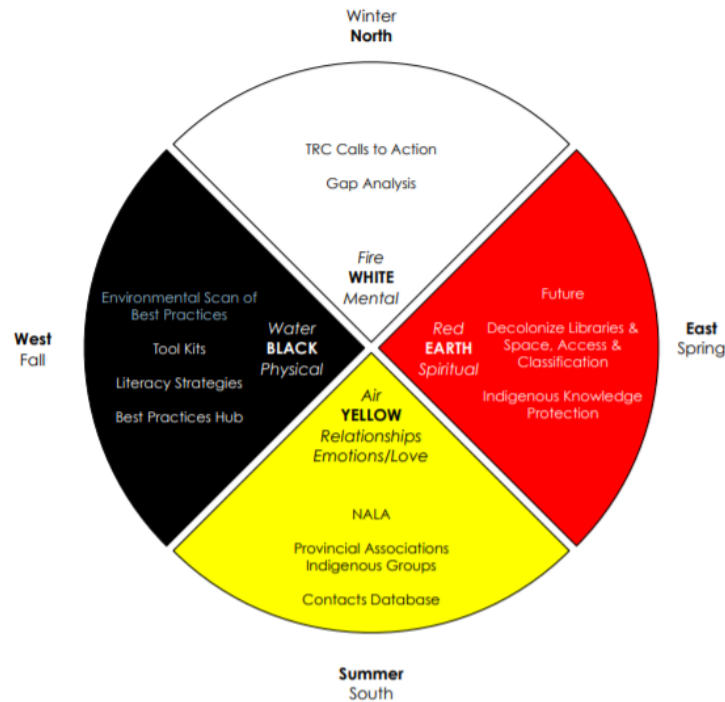 Winter
North
TRC Calls to Action
Gap Analysis
Fire
WHITE
Mental
West
Fall
Environmental Scan of
Best Practices
Tool Kits
Literacy Strategies
Best Practices Hub
Water
BLACK
Physical
Red
EARTH
Spiritual
Future
Decolonize Libraries &
Space, Access &
Classification
Indigenous Knowledge
Protection
East
Spring
Air
YELLOW
Relationships
Emotions/Love
NALA
Provincial Associations
Indigenous Groups
Contacts Database
Summer
South